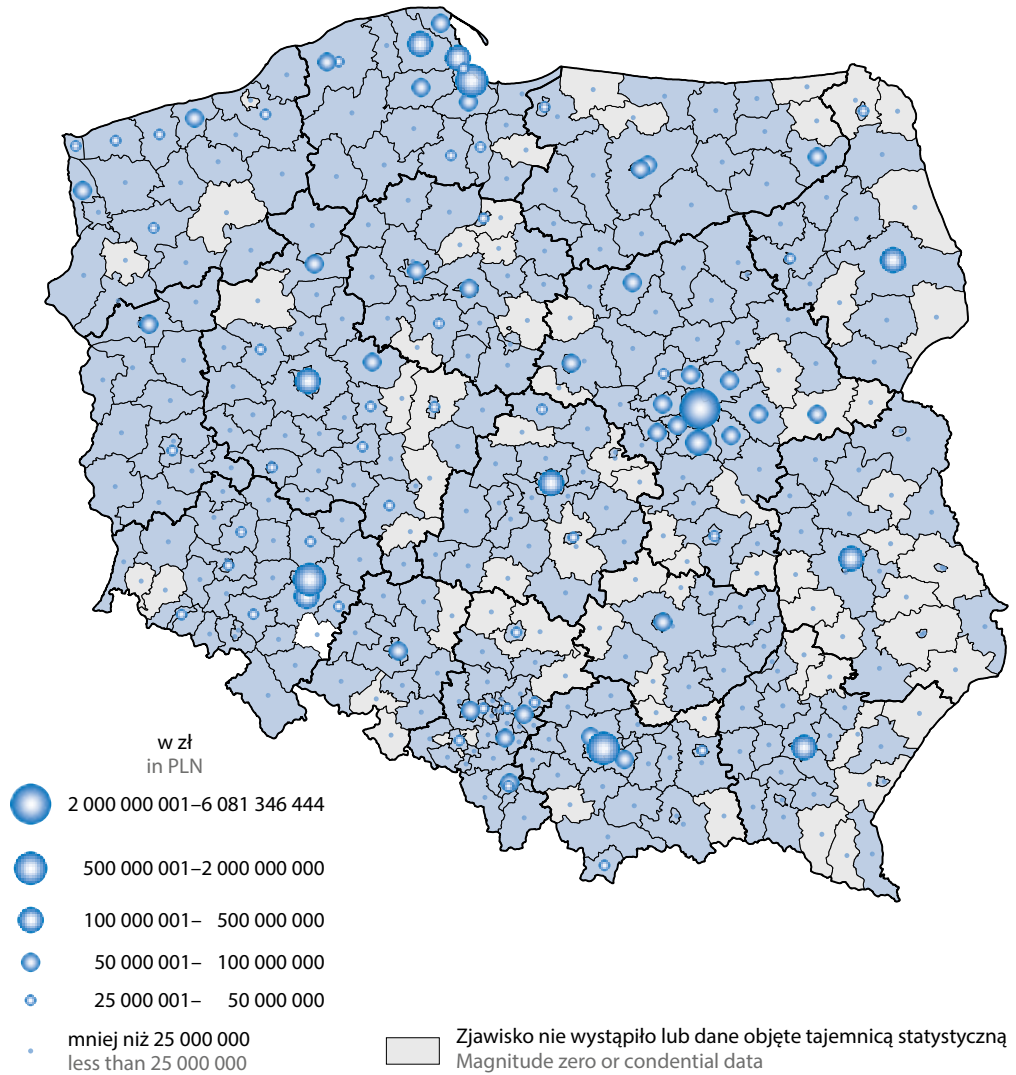 w zł
in PLN
2 000 000 001–6 081 346 444
500 000 001–2 000 000 000
100 000 001– 500 000 000
50 000 001– 100 000 000
25 000 001– 50 000 000
mniej niż 25 000 000
less than 25 000 000
Zjawisko nie wystąpiło lub dane objęte tajemnicą statystyczną
Magnitude zero or condential data